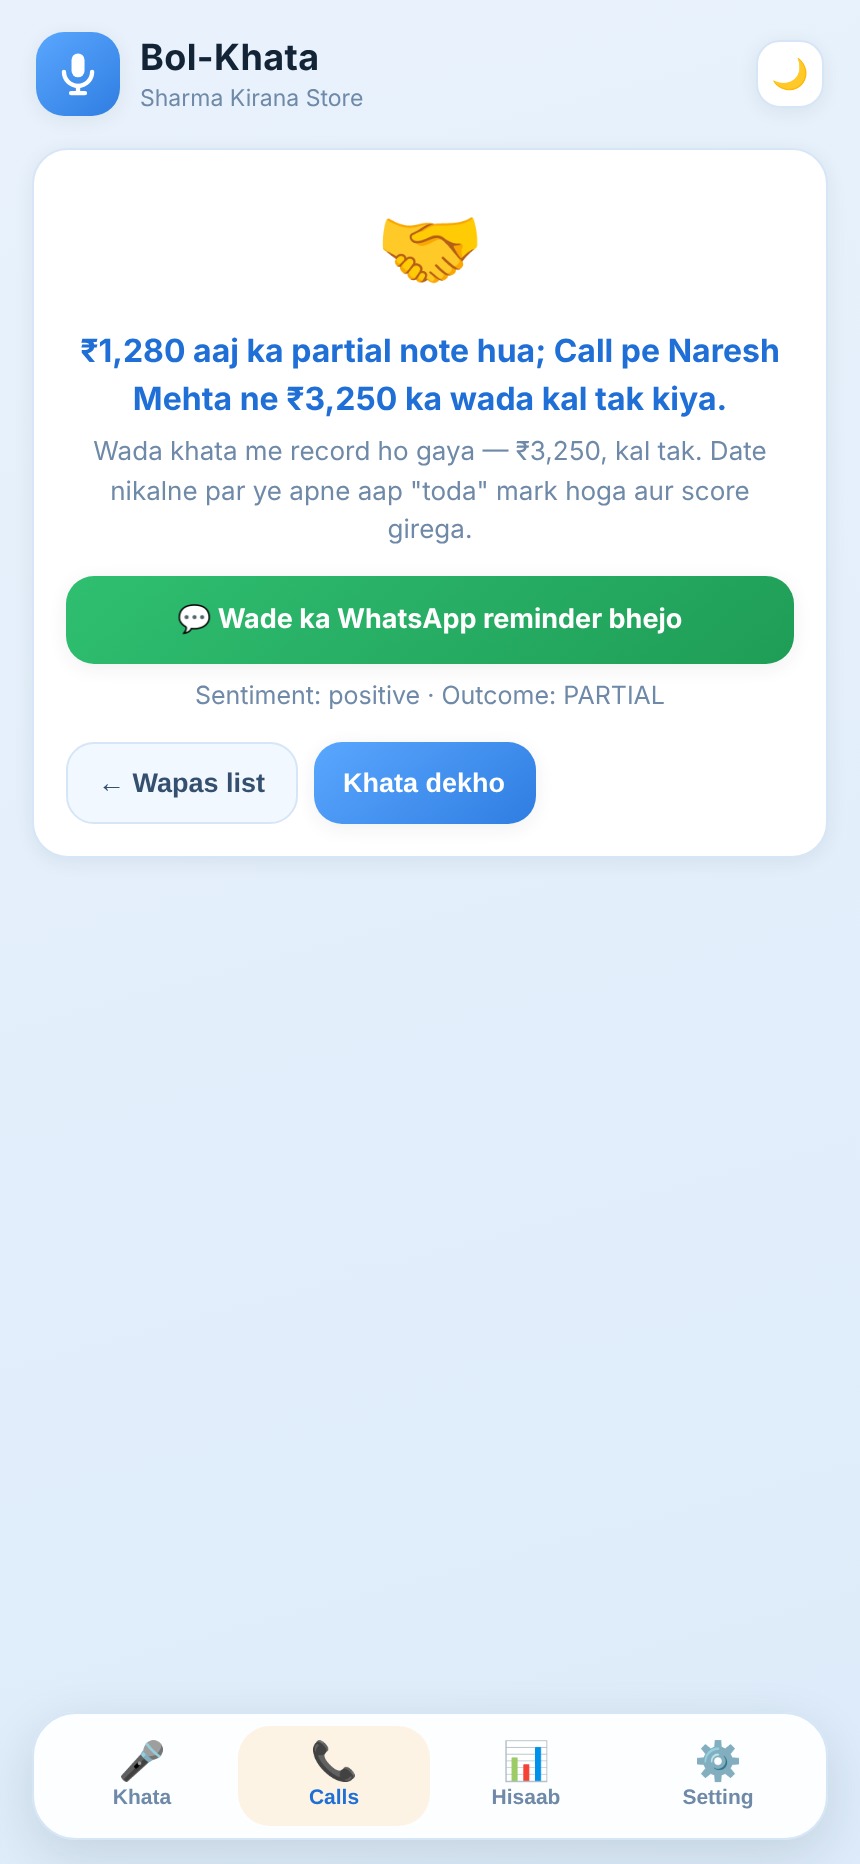 Bol-Khata
Sharma Kirana Store
₹1,280 aaj ka partial note hua; Call pe Naresh
Mehta ne ₹3,250 ka wada kal tak kiya.
Wada khata me record ho gaya — ₹3,250, kal tak. Date
nikalne par ye apne aap "toda" mark hoga aur score
girega.
💬 Wade ka WhatsApp reminder bhejo
Sentiment: positive · Outcome: PARTIAL
← Wapas list
Khata dekho
Khata
Calls
Hisaab
Setting